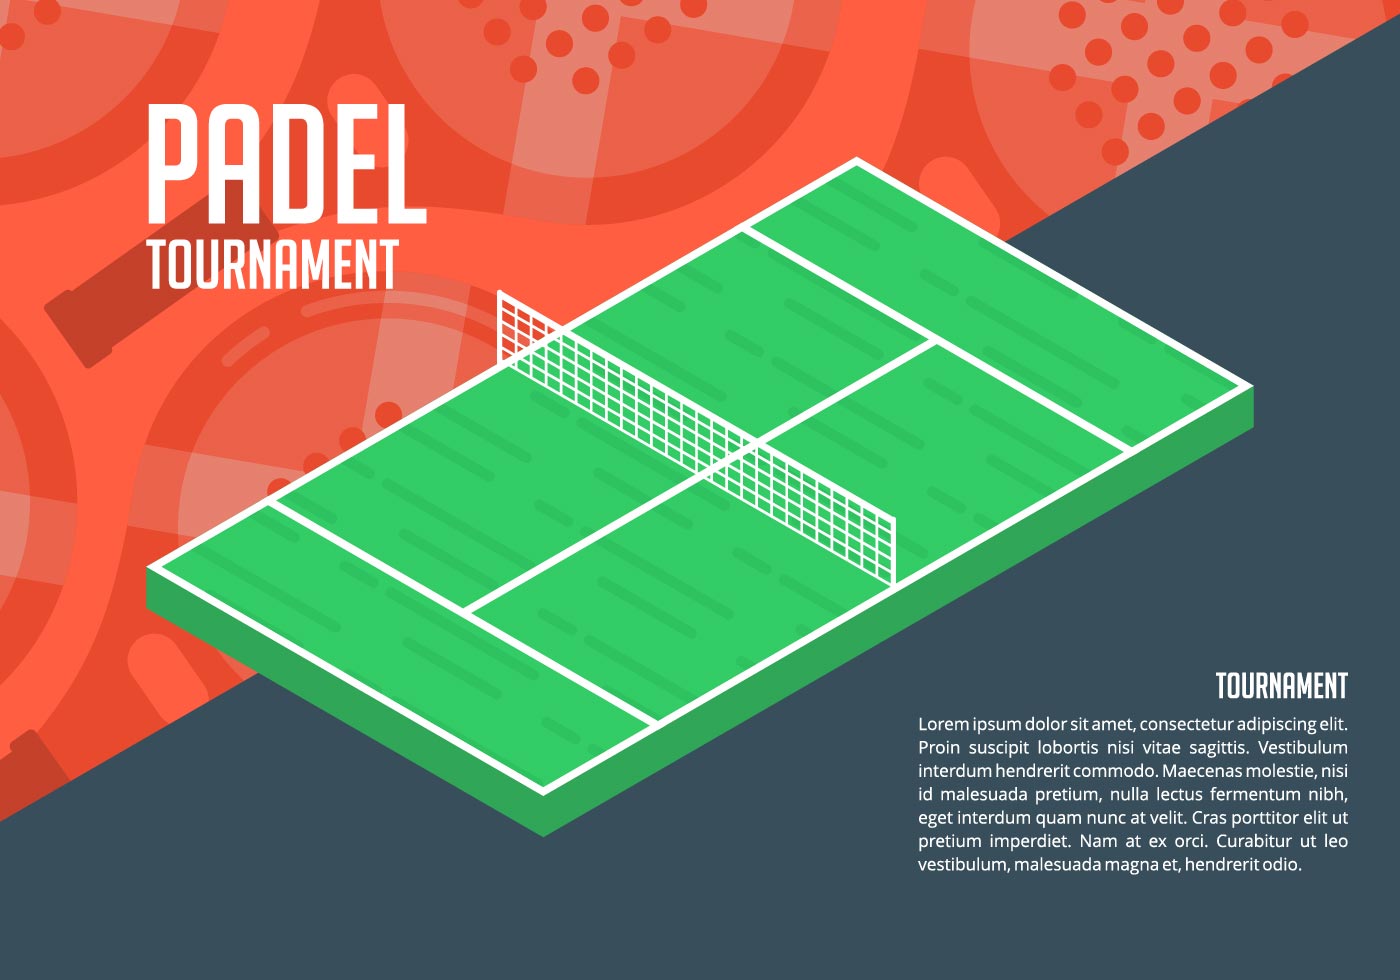 PADEL
TOURNAMENT
TOURNAMENT
Lorem ipsum dolor sit amet, consectetur adipiscing elit.
Proin suscipit lobortis nisi vitae sagittis. Vestibulum
interdum hendrerit commodo. Maecenas molestie, nisi
id malesuada pretium, nulla lectus fermentum nibh,
eget interdum quam nunc at velit. Cras porttitor elit ut
pretium imperdiet. Nam at ex orci. Curabitur ut leo
vestibulum, malesuada magna et, hendrerit odio.